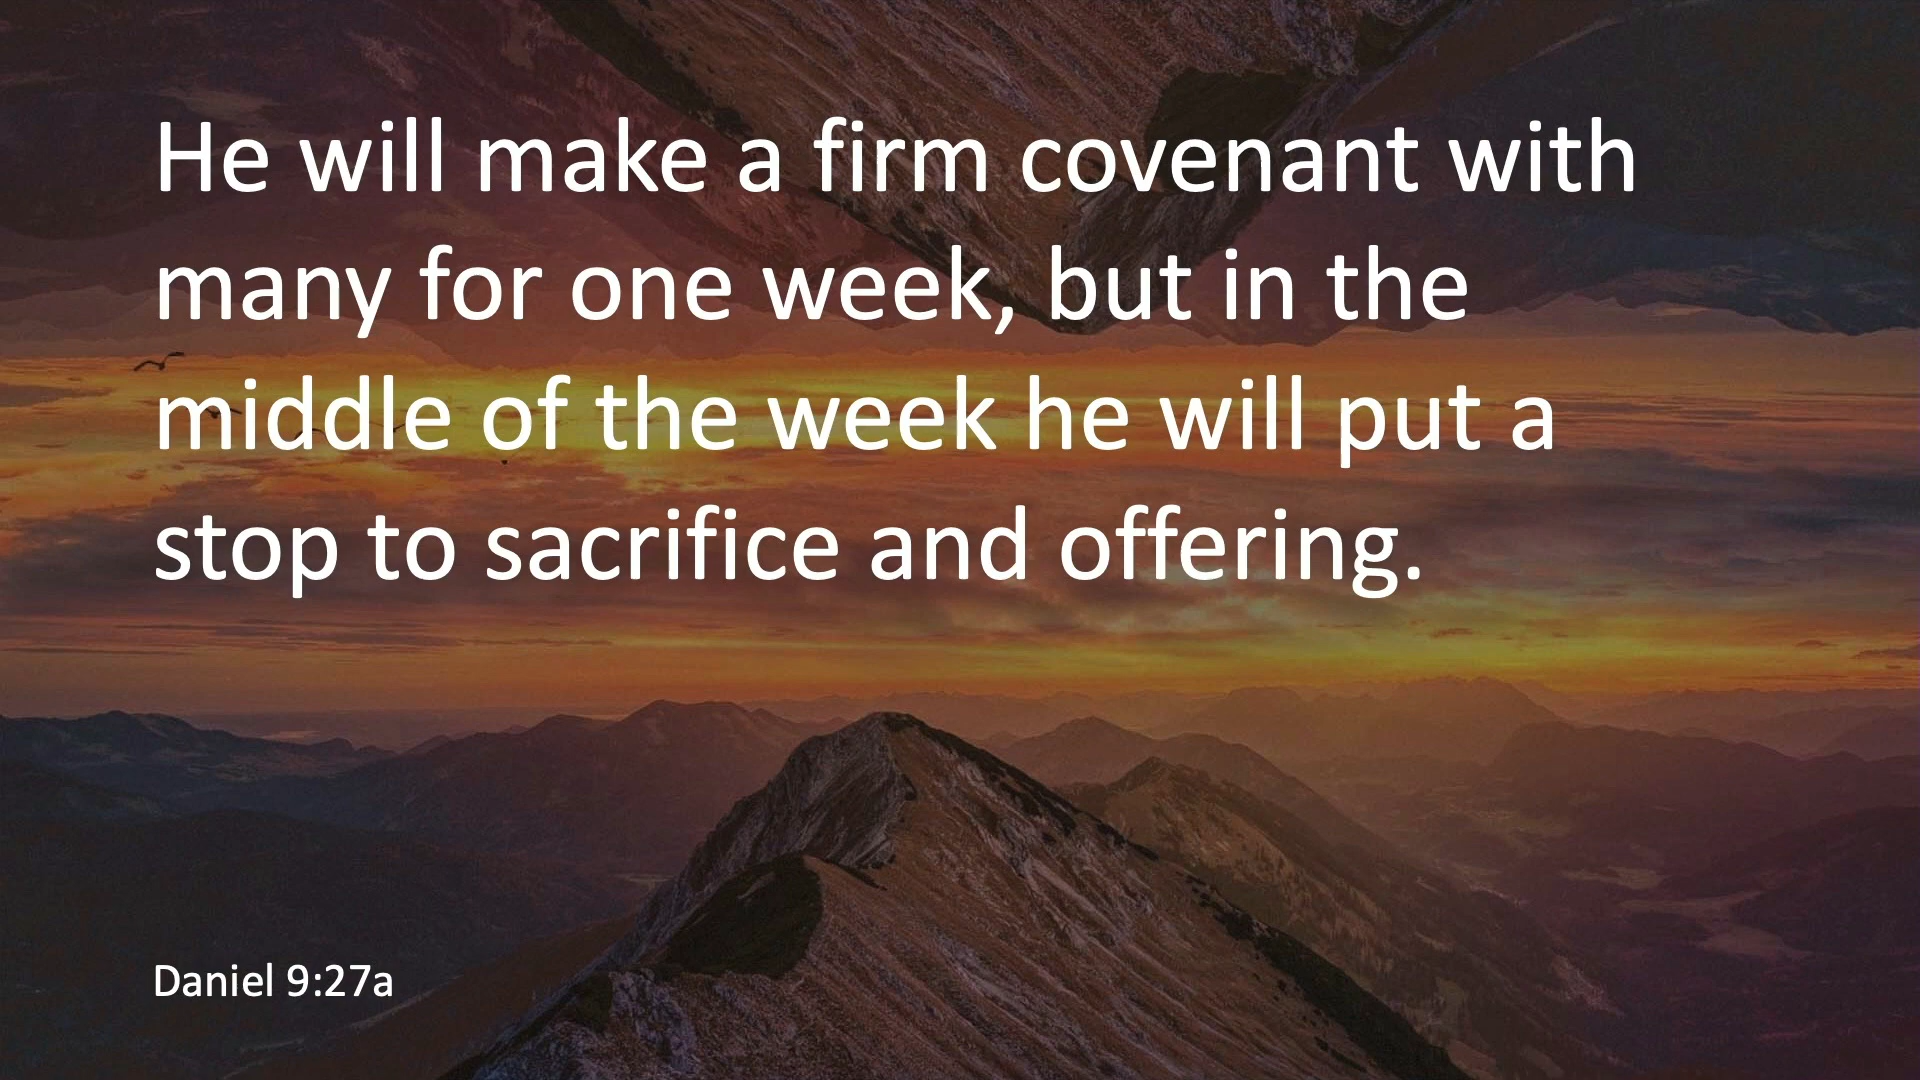 He will make a firm covenant with
many for one week, but in the
middle of the week he will put a
stop to sacrifice and offering.
Daniel 9:27a